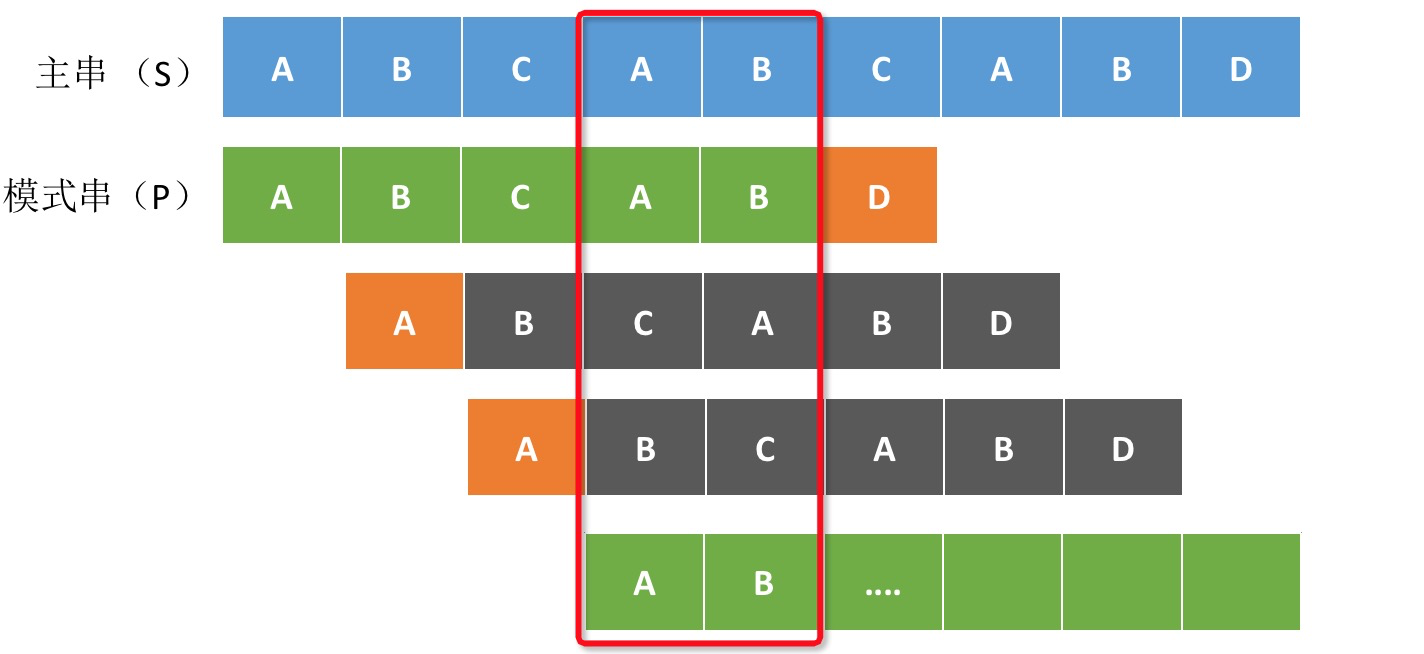 主串 （S） A B C A B C A B D
模式串（P） A B C A B D
A B C A B D
A B C A B D
A B ....